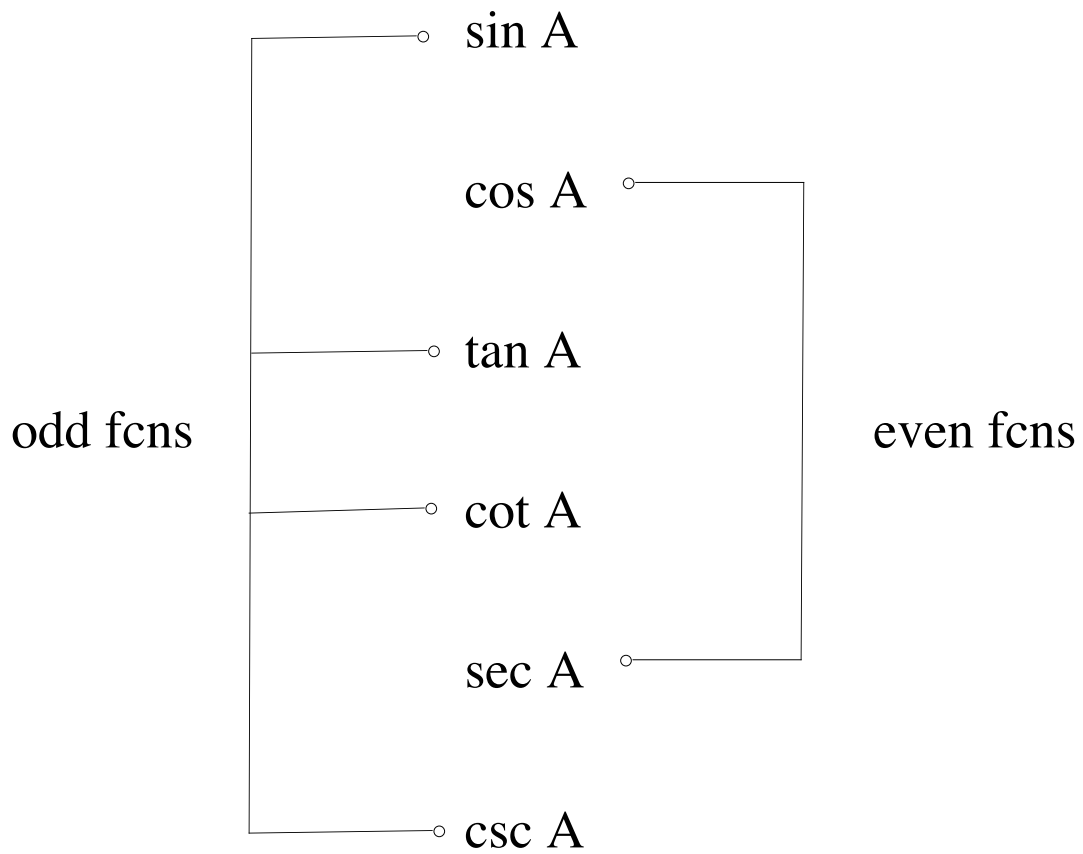 sin A
cos A
tan A
odd fcns
even fcns
cot A
sec A
csc A